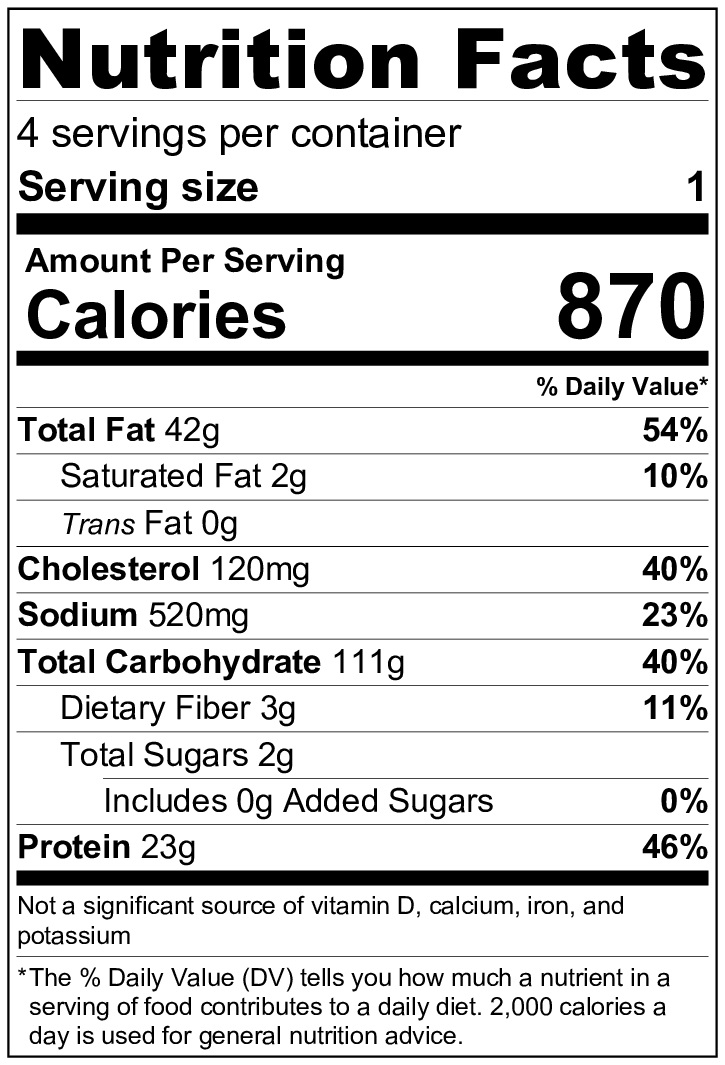 Nutrition Facts
4 servings per container
Serving size 1
Amount Per Serving
Calories 870
% Daily Value*
Total Fat 42g 54%
Saturated Fat 2g 10%
Trans Fat 0g
Cholesterol 120mg 40%
Sodium 520mg 23%
Total Carbohydrate 111g 40%
Dietary Fiber 3g 11%
Total Sugars 2g
Includes 0g Added Sugars 0%
Protein 23g 46%
Not a significant source of vitamin D, calcium, iron, and
potassium
*The % Daily Value (DV) tells you how much a nutrient in a
serving of food contributes to a daily diet. 2,000 calories a
day is used for general nutrition advice.